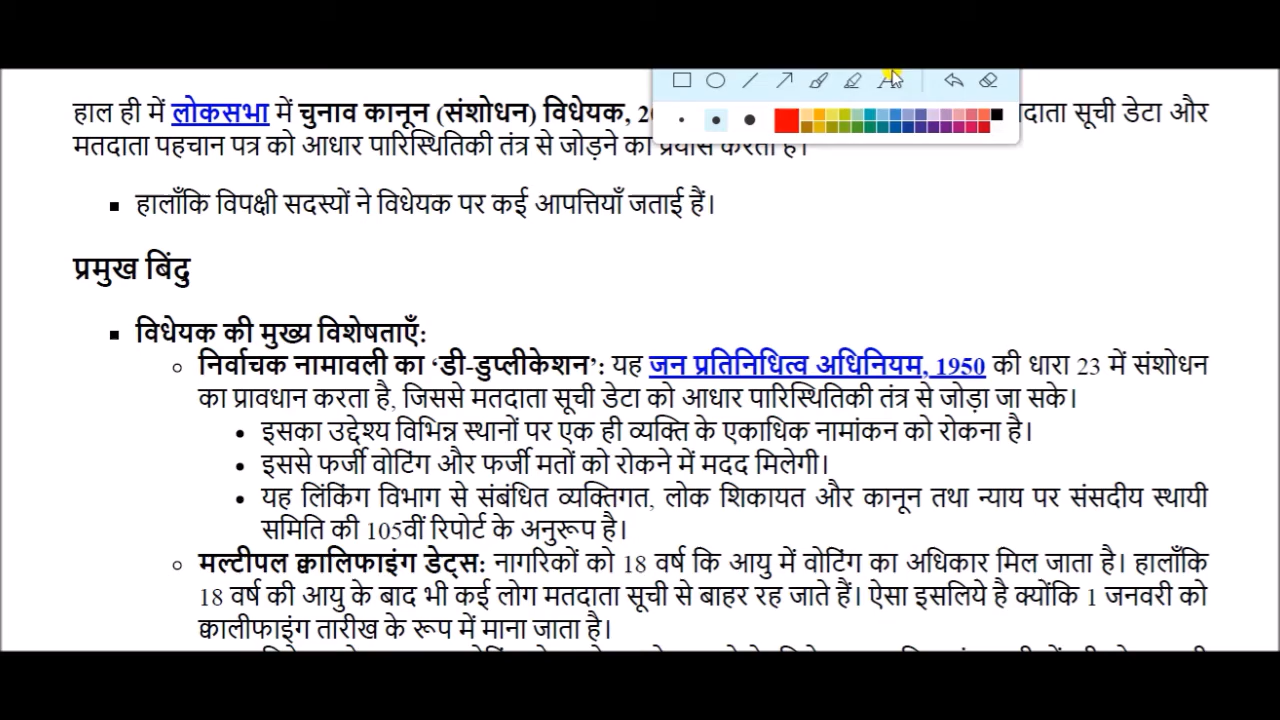 हाल ही में लोकसभा में चुनाव कानून (संशोधन) विधेयक, सूची डेटा और
मतदाता पहचान पत्र को आधार पारिस्थितिकी तंत्र से जोड़ने का प्रयास करता है।
▪ हालाँकि विपक्षी सदस्यों ने विधेयक पर कई आपत्तियाँ जताई हैं।
प्रमुख बिंदु
▪ विधेयक की मुख्य विशेषताएँ:
○ निर्वाचक नामावली का ‘डी-डुप्लीकेशन’: यह जन प्रतिनिधित्व अधिनियम, 1950 की धारा 23 में संशोधन
का प्रावधान करता है, जिससे मतदाता सूची डेटा को आधार पारिस्थितिकी तंत्र से जोड़ा जा सके।
• इसका उद्देश्य विभिन्न स्थानों पर एक ही व्यक्ति के एकाधिक नामांकन को रोकना है।
• इससे फर्जी वोटिंग और फर्जी मतों को रोकने में मदद मिलेगी।
• यह लिंकिंग विभाग से संबंधित व्यक्तिगत, लोक शिकायत और कानून तथा न्याय पर संसदीय स्थायी
समिति की 105वीं रिपोर्ट के अनुरूप है।
○ मल्टीपल क्वालिफाइंग डेट्स: नागरिकों को 18 वर्ष कि आयु में वोटिंग का अधिकार मिल जाता है। हालाँकि
18 वर्ष की आयु के बाद भी कई लोग मतदाता सूची से बाहर रह जाते हैं। ऐसा इसलिये है क्योंकि 1 जनवरी को
क्वालीफाइंग तारीख के रूप में माना जाता है।